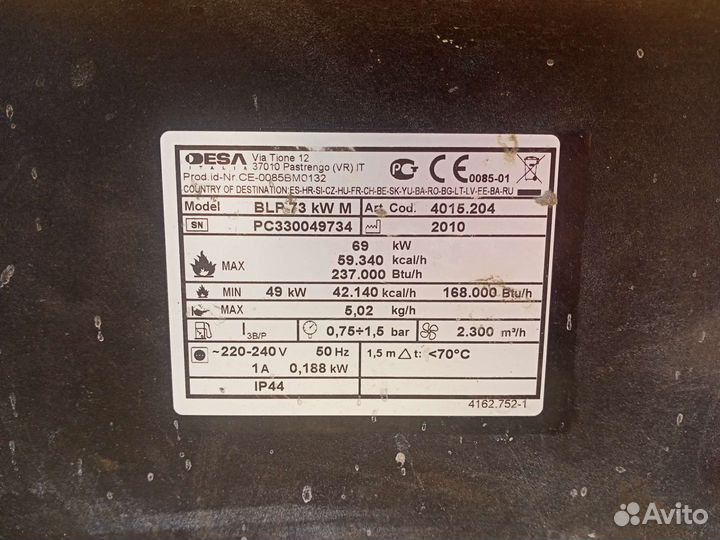 DESA Via Tione 12
ITALIA 37010 Pastrengo (VR) IT
Prod.id-Nr.CE-0085BM0132
PG CE 0085-01
COUNTRY OF DESTINATION:ES-HR-SI-CZ-HU-FR-CH-BE-SK-YU-BA-RO-BG-LT-LV-FE-BA-RU
Model BLP 73 kW M Art. Cod. 4015.204
SN PC330049734 2010
69 kW
MAX 59.340 kcal/h
237.000 Btu/h
MIN 49 kW 42.140 kcal/h 168.000 Btu/h
MAX 5,02 kg/h
I3B/P 0,75÷1,5 bar 2.300 m³/h
~220-240 V 50 Hz 1,5 m △ t: <70°C
1 A 0,188 kW
IP44
4162.752-1
Avito